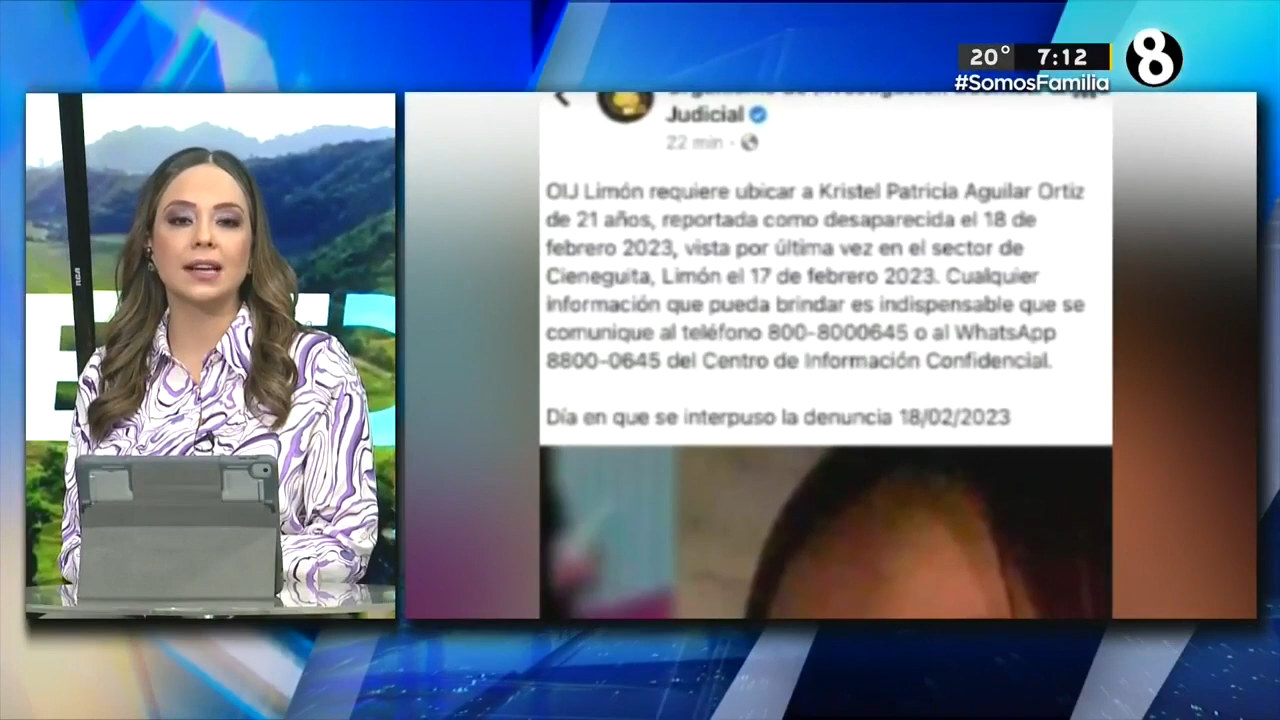 20° 7:12
8
#SomosFamilia
Judicial
22 min
OIJ Limón requiere ubicar a Kristel Patricia Aguilar Ortiz
de 21 años, reportada como desaparecida el 18 de
febrero 2023, vista por última vez en el sector de
Cieneguita, Limón el 17 de febrero 2023. Cualquier
información que pueda brindar es indispensable que se
comunique al teléfono 800-8000645 o al WhatsApp
8800-0645 del Centro de Información Confidencial.
Día en que se interpuso la denuncia 18/02/2023
RCA